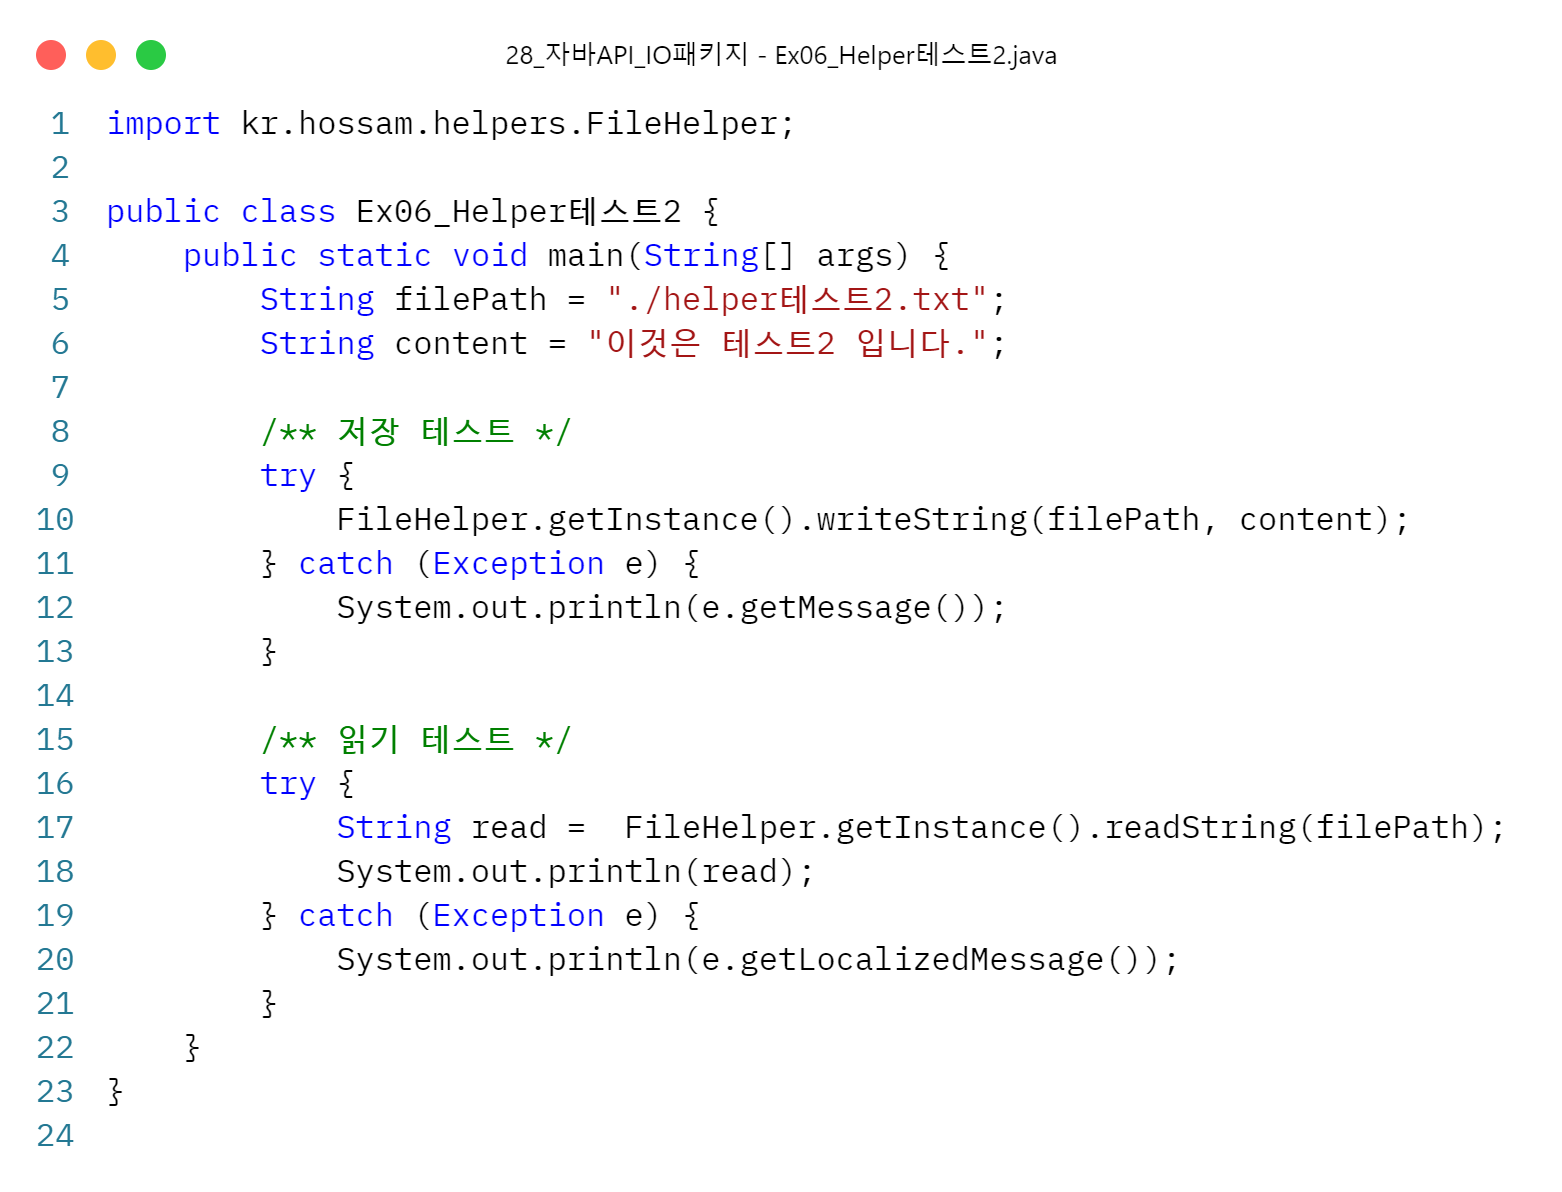 28_자바API_IO패키지 - Ex06_Helper테스트2.java
1 import kr.hossam.helpers.FileHelper;
2
3 public class Ex06_Helper테스트2 {
4     public static void main(String[] args) {
5         String filePath = "./helper테스트2.txt";
6         String content = "이것은 테스트2 입니다.";
7
8         /** 저장 테스트 */
9         try {
10             FileHelper.getInstance().writeString(filePath, content);
11         } catch (Exception e) {
12             System.out.println(e.getMessage());
13         }
14
15         /** 읽기 테스트 */
16         try {
17             String read =  FileHelper.getInstance().readString(filePath);
18             System.out.println(read);
19         } catch (Exception e) {
20             System.out.println(e.getLocalizedMessage());
21         }
22     }
23 }
24